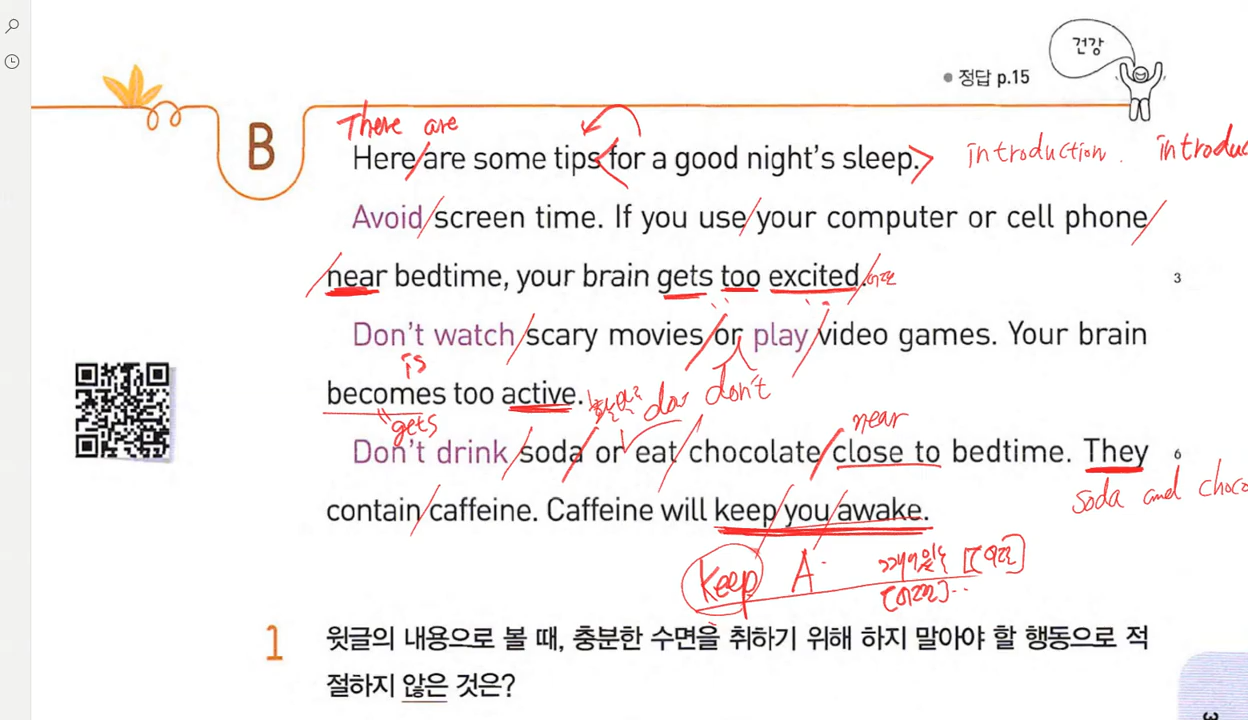 건강
정답 p.15
There are
B
Here are some tips for a good night's sleep. introduction.
Avoid screen time. If you use your computer or cell phone
near bedtime, your brain gets too excited.
3
Don't watch scary movies or play video games. Your brain
is
becomes too active.
don't
gets
near
Don't drink soda or eat chocolate close to bedtime. They
6
contain caffeine. Caffeine will keep you awake.
soda and
keep A
1 윗글의 내용으로 볼 때, 충분한 수면을 취하기 위해 하지 말아야 할 행동으로 적
절하지 않은 것은?